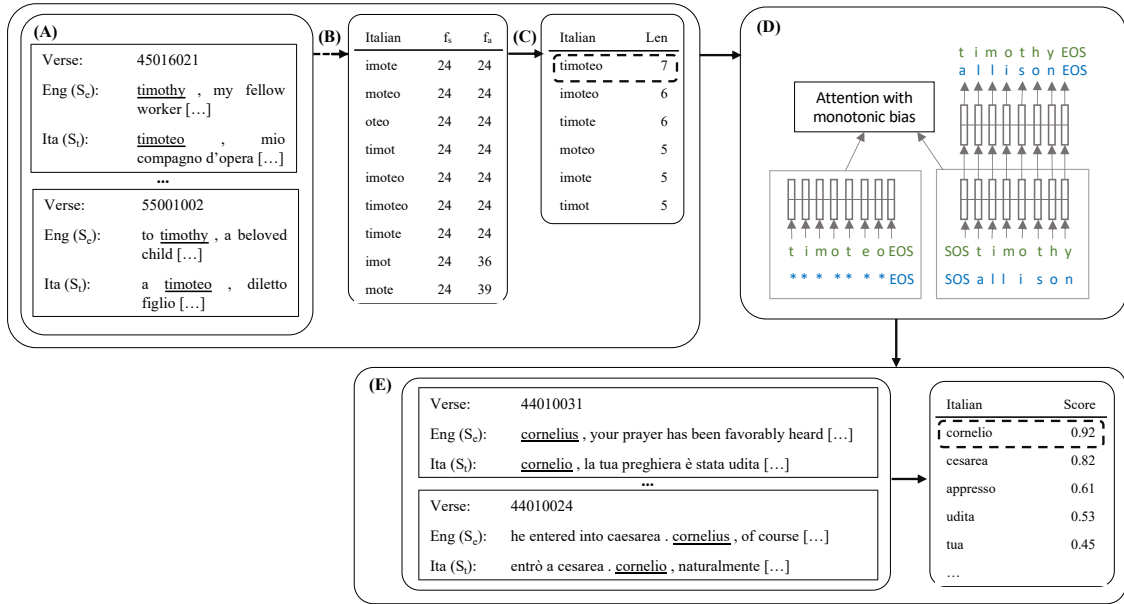 (A)
Verse: 45016021
Eng (Se): timothy , my fellow
worker […]
Ita (St): timoteo , mio
compagno d'opera […]
...
Verse: 55001002
Eng (Se): to timothy , a beloved
child […]
Ita (St): a timoteo , diletto
figlio […]
(B)
Italian fs fa
imote 24 24
moteo 24 24
oteo 24 24
timot 24 24
imoteo 24 24
timoteo 24 24
timote 24 24
imot 24 36
mote 24 39
(C)
Italian Len
timoteo 7
imoteo 6
timote 6
moteo 5
imote 5
timot 5
(D)
t i m o t h y EOS
a l l i s o n EOS
Attention with
monotonic bias
t i m o t e o EOS
* * * * * * * EOS
SOS t i m o t h y
SOS a l l i s o n
(E)
Verse: 44010031
Eng (Se): cornelius , your prayer has been favorably heard […]
Ita (St): cornelio , la tua preghiera è stata udita […]
...
Verse: 44010024
Eng (Se): he entered into caesarea . cornelius , of course […]
Ita (St): entrò a cesarea . cornelio , naturalmente […]
Italian Score
cornelio 0.92
cesarea 0.82
appresso 0.61
udita 0.53
tua 0.45
…